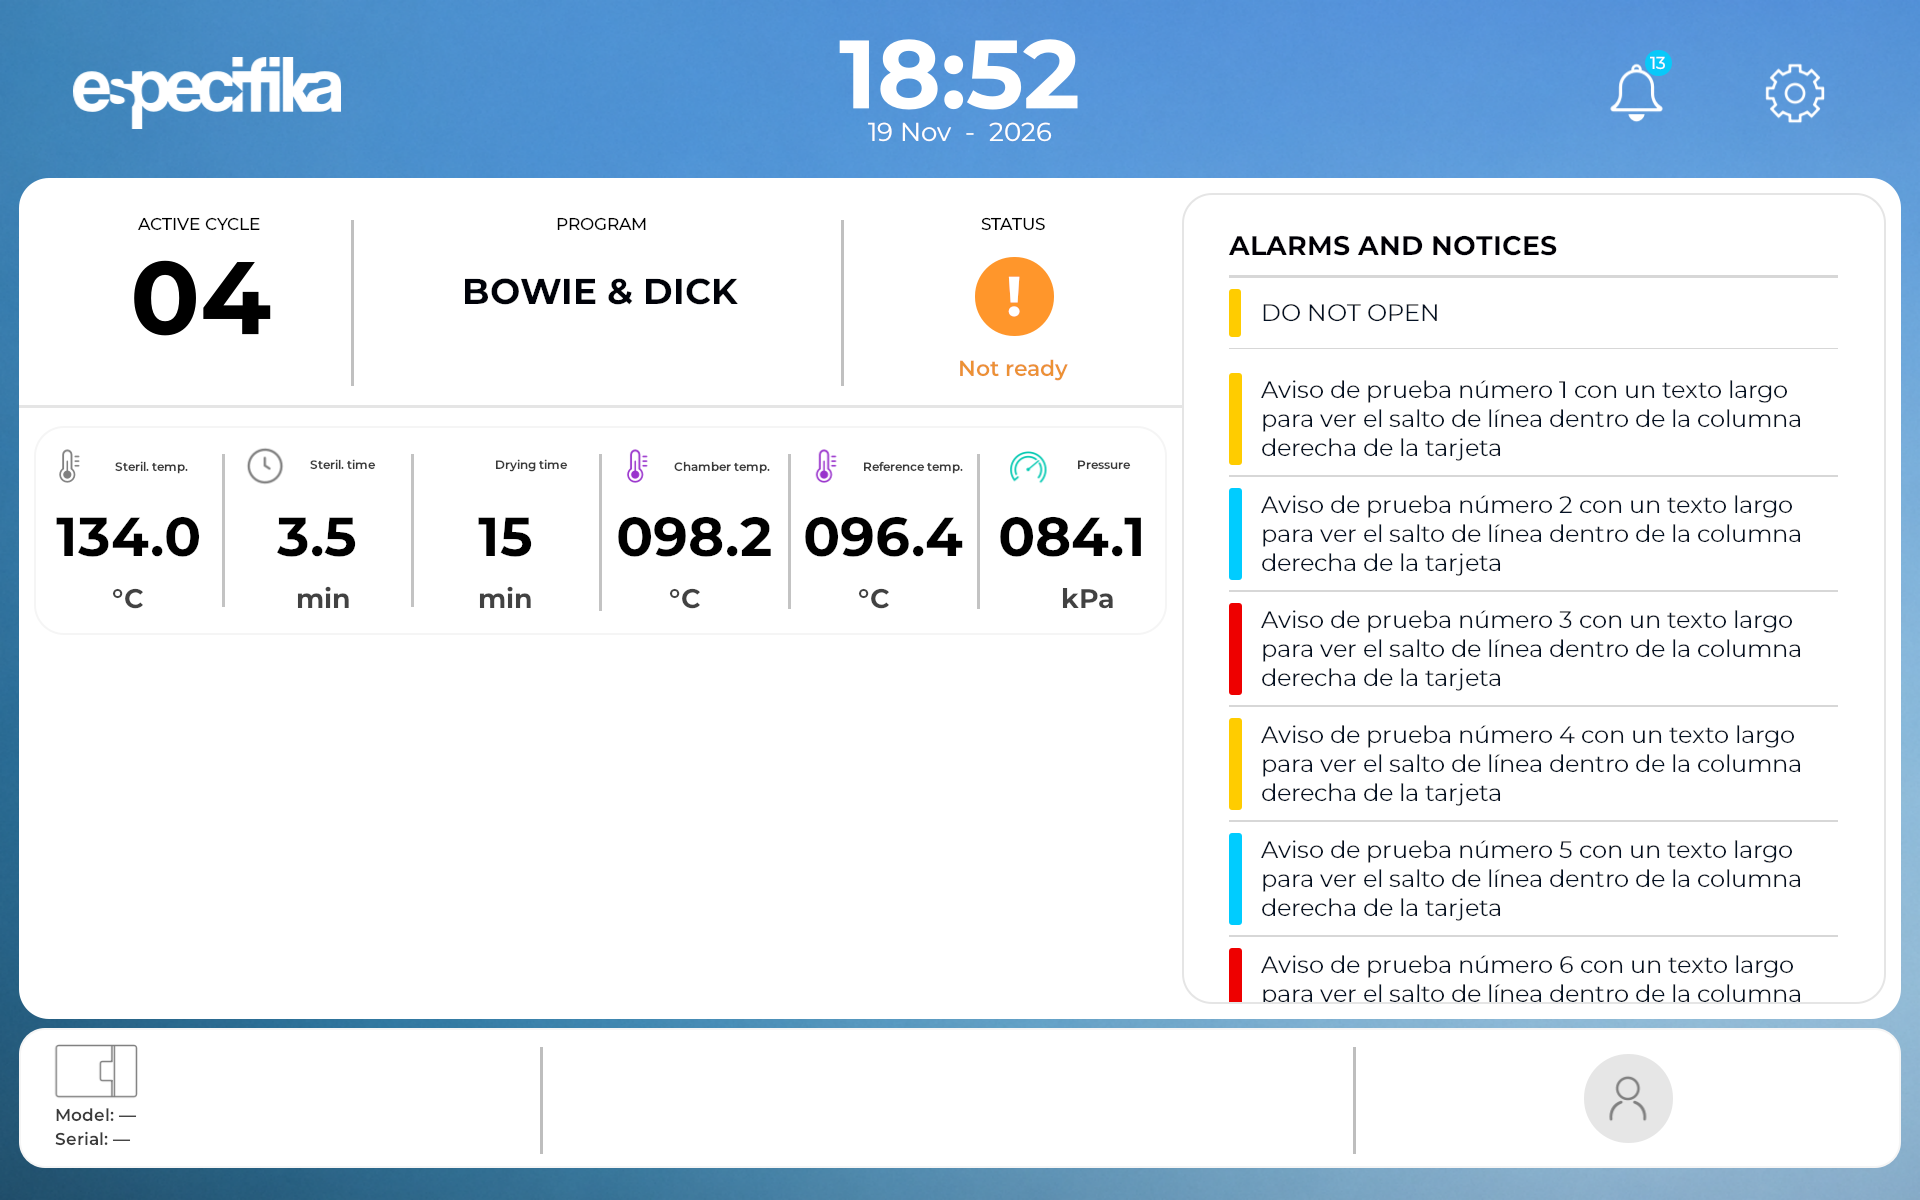 especifika
18:52
19 Nov - 2026
13
ACTIVE CYCLE
04
PROGRAM
BOWIE & DICK
STATUS
!
Not ready
Steril. temp.
134.0
°C
Steril. time
3.5
min
Drying time
15
min
Chamber temp.
098.2
°C
Reference temp.
096.4
°C
Pressure
084.1
kPa
ALARMS AND NOTICES
DO NOT OPEN
Aviso de prueba número 1 con un texto largo
para ver el salto de línea dentro de la columna
derecha de la tarjeta
Aviso de prueba número 2 con un texto largo
para ver el salto de línea dentro de la columna
derecha de la tarjeta
Aviso de prueba número 3 con un texto largo
para ver el salto de línea dentro de la columna
derecha de la tarjeta
Aviso de prueba número 4 con un texto largo
para ver el salto de línea dentro de la columna
derecha de la tarjeta
Aviso de prueba número 5 con un texto largo
para ver el salto de línea dentro de la columna
derecha de la tarjeta
Aviso de prueba número 6 con un texto largo
para ver el salto de línea dentro de la columna
Model: —
Serial: —